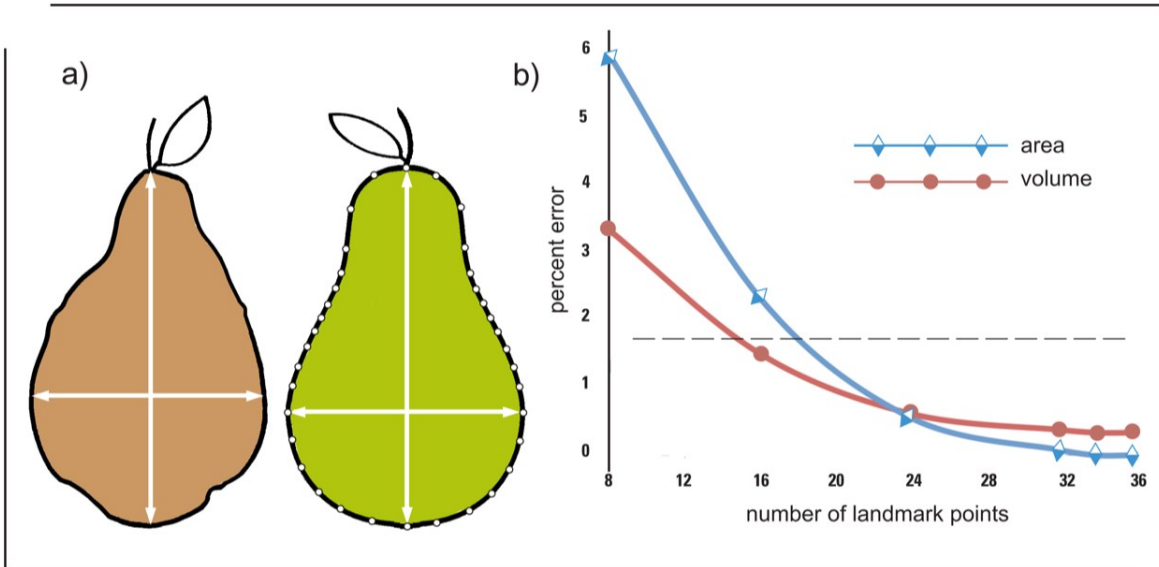 a)
b)
6
5
4
3
2
1
0
percent error
area
volume
8 12 16 20 24 28 32 36
number of landmark points